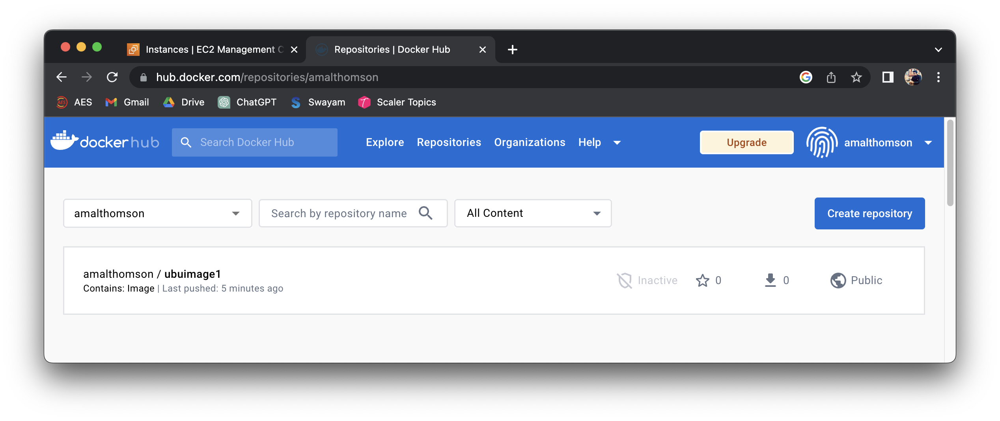 Instances | EC2 Management C
Repositories | Docker Hub
hub.docker.com/repositories/amalthomson
AES Gmail Drive ChatGPT Swayam Scaler Topics
dockerhub Search Docker Hub Explore Repositories Organizations Help Upgrade amalthomson
amalthomson Search by repository name All Content Create repository
amalthomson / ubuimage1
Contains: Image | Last pushed: 5 minutes ago
Inactive 0 0 Public